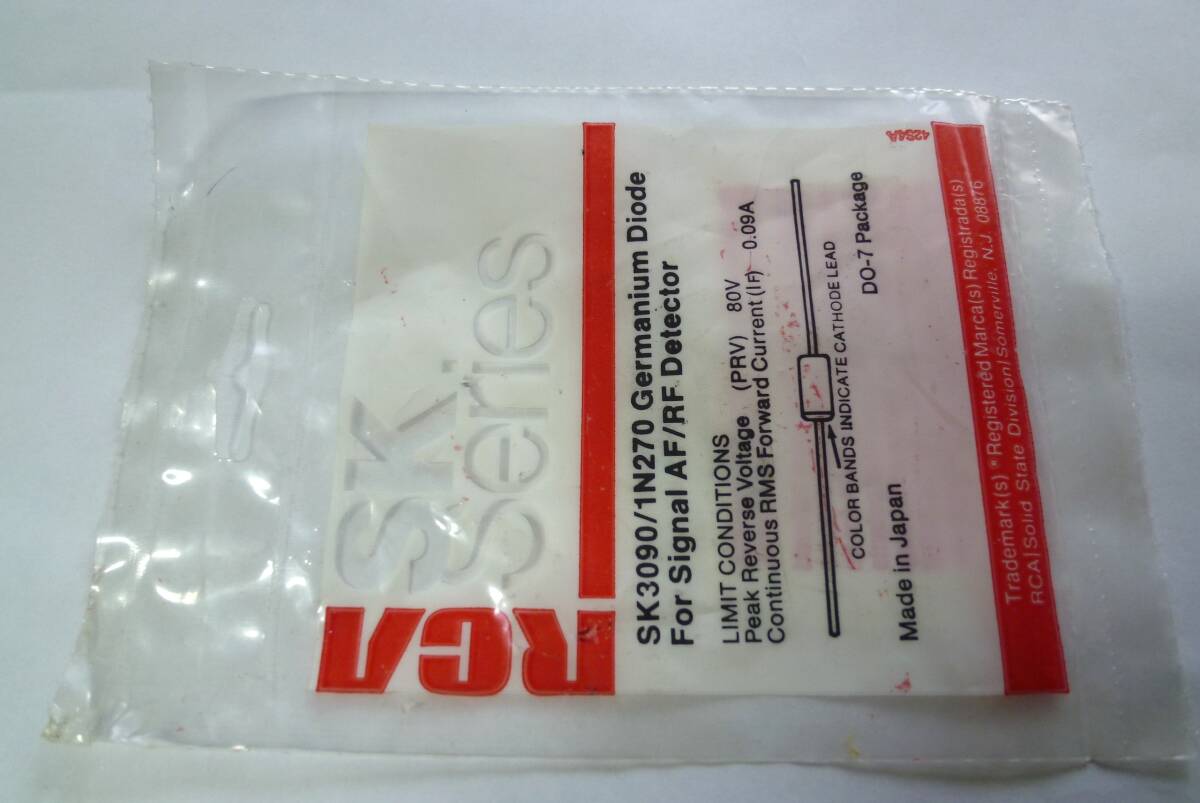 RCA
SK
Series
SK3090/1N270 Germanium Diode
For Signal AF/RF Detector
LIMIT CONDITIONS
Peak Reverse Voltage (PRV) 80V
Continuous RMS Forward Current (IF) 0.09A
COLOR BANDS INDICATE CATHODE LEAD
DO-7 Package
Made in Japan
Trademark(s) ® Registered Marca(s) Registrada(s)
RCA|Solid State Division|Somerville, N.J. 08876